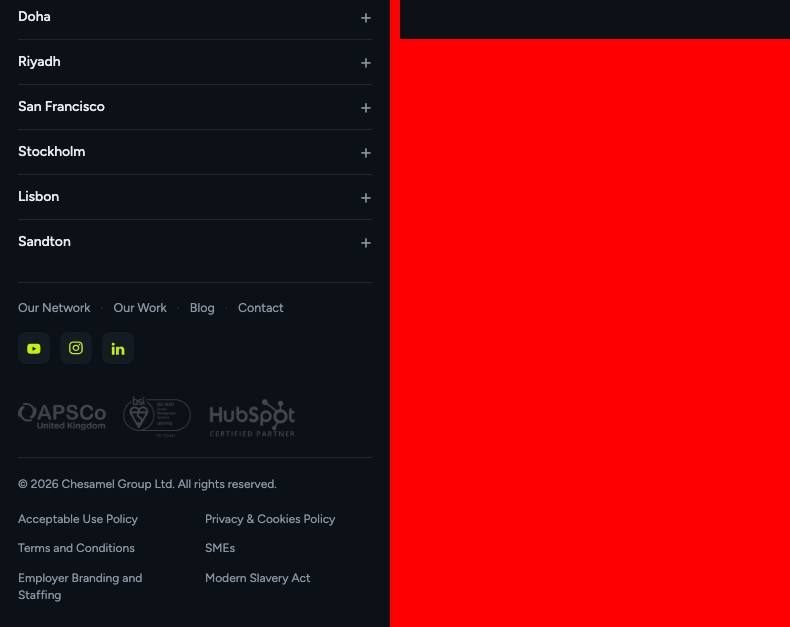 Doha
Riyadh
San Francisco
Stockholm
Lisbon
Sandton
Our Network · Our Work · Blog · Contact
APSCo
United Kingdom
bsi
HubSpot
CERTIFIED PARTNER
© 2026 Chesamel Group Ltd. All rights reserved.
Acceptable Use Policy
Privacy & Cookies Policy
Terms and Conditions
SMEs
Employer Branding and
Staffing
Modern Slavery Act